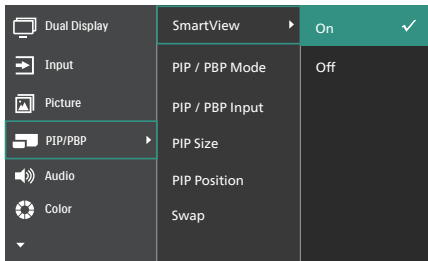 Dual Display
Input
Picture
PIP/PBP
Audio
Color
SmartView
PIP / PBP Mode
PIP / PBP Input
PIP Size
PIP Position
Swap
On
Off